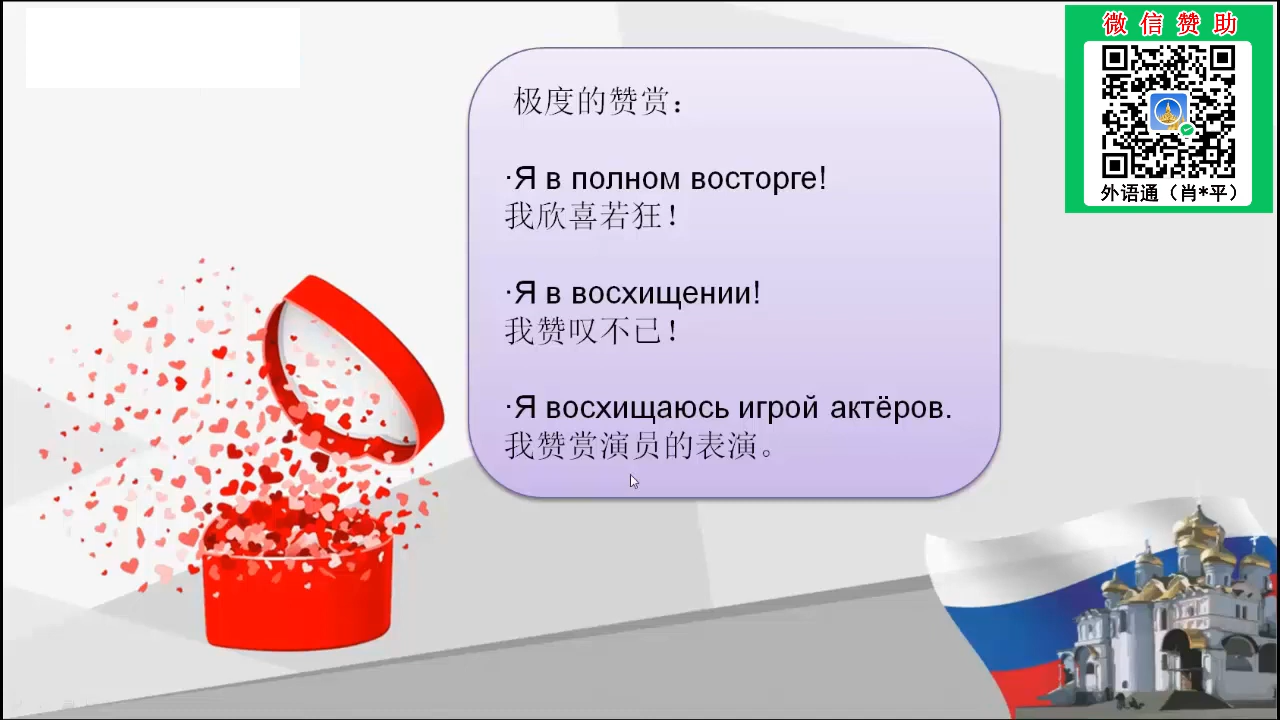 微信赞助
外语通（肖*平）
极度的赞赏：
·Я в полном восторге!
我欣喜若狂！
·Я в восхищении!
我赞叹不已！
·Я восхищаюсь игрой актёров.
我赞赏演员的表演。